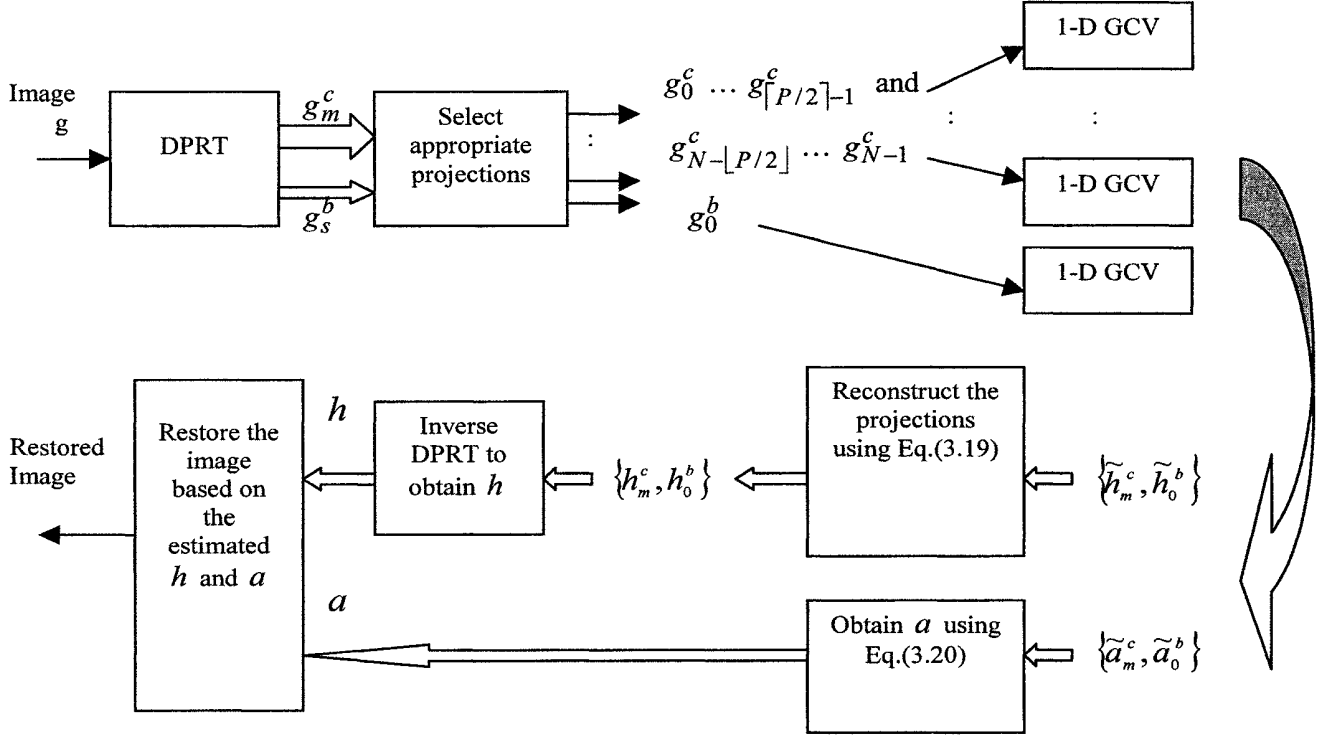 1-D GCV
Image
g
DPRT
g_m^c
g_s^b
Select
appropriate
projections
:
g_0^c … g_{⌈P/2⌉−1}^c and
:
:
g_{N−⌊P/2⌋}^c … g_{N−1}^c
g_0^b
1-D GCV
1-D GCV
Restored
Image
Restore the
image
based on
the
estimated
h and a
h
Inverse
DPRT to
obtain h
{h_m^c, h_0^b}
Reconstruct the
projections
using Eq.(3.19)
{h̃_m^c, h̃_0^b}
a
Obtain a using
Eq.(3.20)
{ã_m^c, ã_0^b}